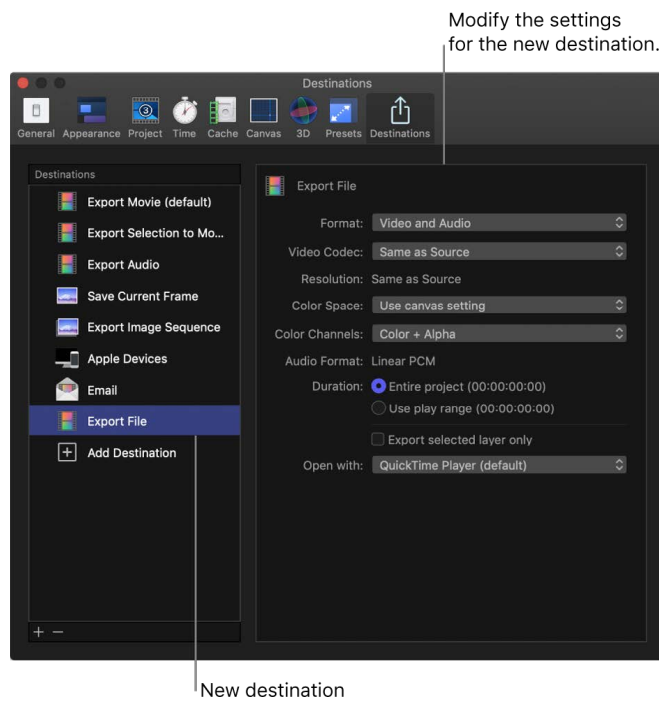 Modify the settings
for the new destination.
Destinations
3
General Appearance Project Time Cache Canvas 3D Presets Destinations
Destinations
Export Movie (default)
Export Selection to Mo...
Export Audio
Save Current Frame
Export Image Sequence
Apple Devices
Email
Export File
Add Destination
Export File
Format: Video and Audio
Video Codec: Same as Source
Resolution: Same as Source
Color Space: Use canvas setting
Color Channels: Color + Alpha
Audio Format: Linear PCM
Duration: Entire project (00:00:00:00)
Use play range (00:00:00:00)
Export selected layer only
Open with: QuickTime Player (default)
+ −
New destination